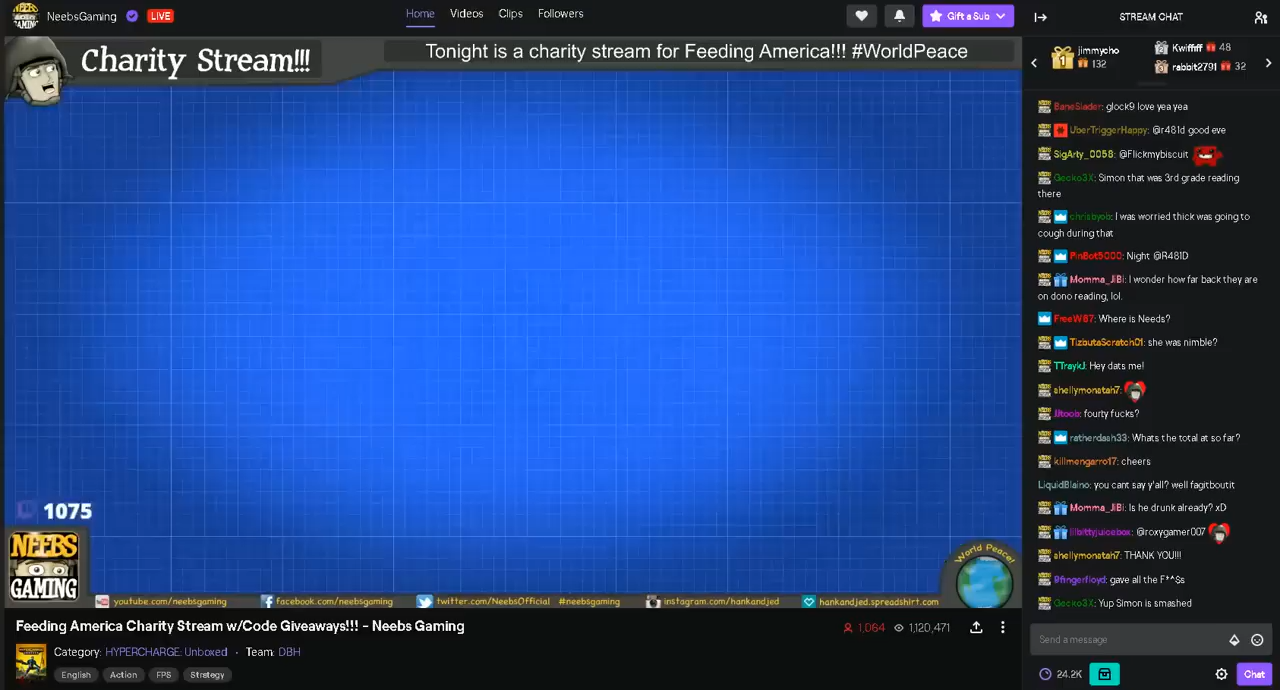 NeebsGaming LIVE
Home Videos Clips Followers
Gift a Sub
STREAM CHAT
Charity Stream!!!
Tonight is a charity stream for Feeding America!!! #WorldPeace
jimmycho
132
Kwiffiff 48
rabbit2791 32
BaneSlader: glock9 love yea yea
UberTriggerHappy: @r481d good eve
SigArty_0058: @Flickmybiscuit
Gecko3X: Simon that was 3rd grade reading
there
chrisbyob: I was worried thick was going to
cough during that
PinBot5000: Night @R481D
Momma_JiBi: I wonder how far back they are
on dono reading, lol.
FreeW87: Where is Needs?
TizbutaScratch01: she was nimble?
TTraykJ: Hey dats me!
shellymonstah7:
JJtoob: fourty fucks?
ratherdash33: Whats the total at so far?
killmengarro17: cheers
LiquidBlaino: you cant say y'all? well fagitboutit
Momma_JiBi: Is he drunk already? xD
lilbittyjuicebox: @roxygamer007
shellymonstah7: THANK YOU!!!
9fingerfloyd: gave all the F*^$s
Gecko3X: Yup Simon is smashed
1075
NEEBS
GAMING
World Peace!
youtube.com/neebsgaming
facebook.com/neebsgaming
twitter.com/NeebsOfficial #neebsgaming
instagram.com/hankandjed
hankandjed.spreadshirt.com
Feeding America Charity Stream w/Code Giveaways!!! - Neebs Gaming
1,064 1,120,471
Category: HYPERCHARGE: Unboxed · Team: DBH
English Action FPS Strategy
Send a message
24.2K
Chat